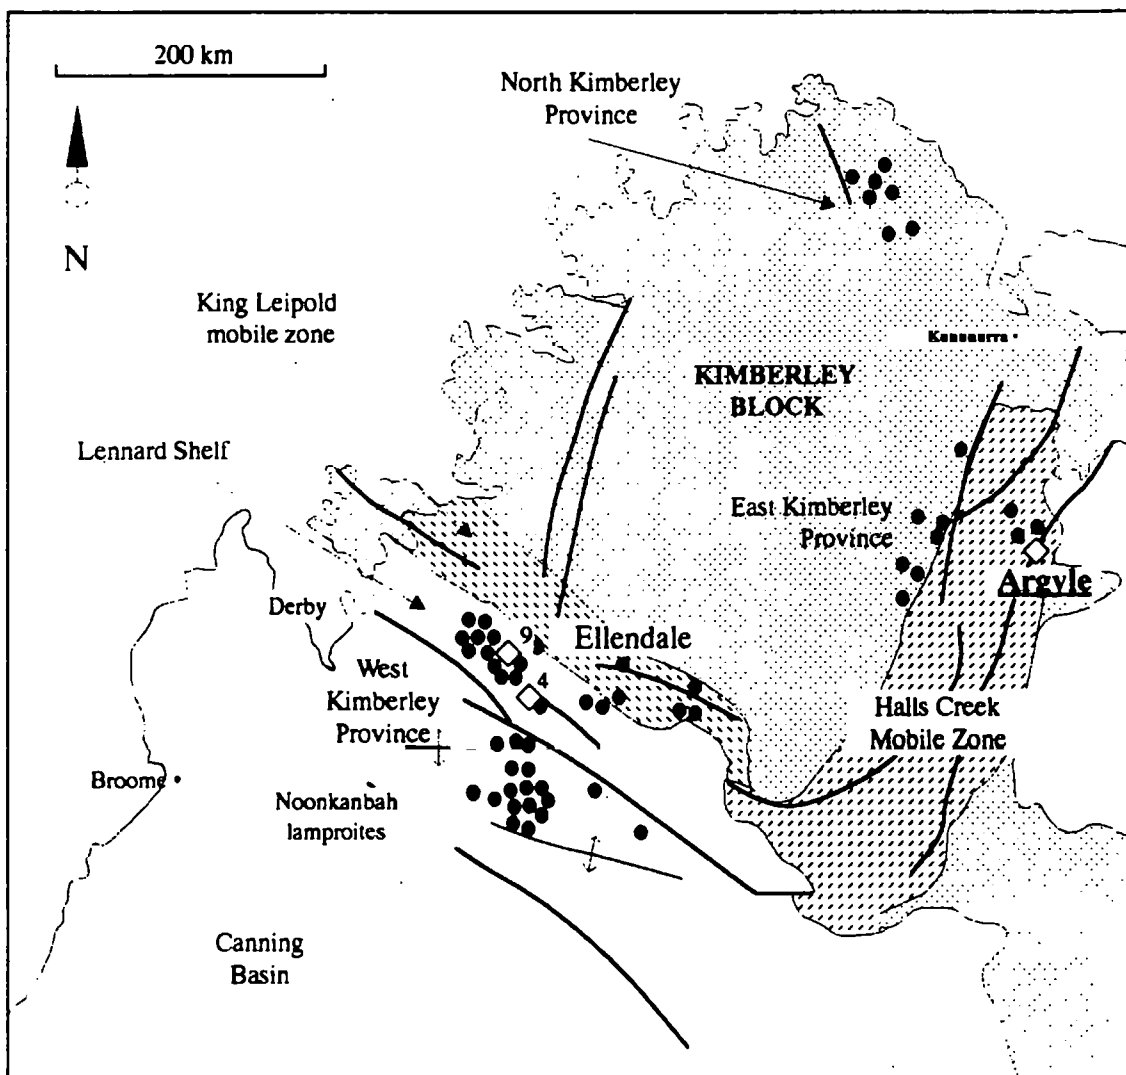 200 km
North Kimberley
Province
N
King Leipold
mobile zone
Kununurra
KIMBERLEY
BLOCK
Lennard Shelf
East Kimberley
Province
Argyle
Derby
9
Ellendale
4
West
Kimberley
Province
Halls Creek
Mobile Zone
Broome
Noonkanbah
lamproites
Canning
Basin